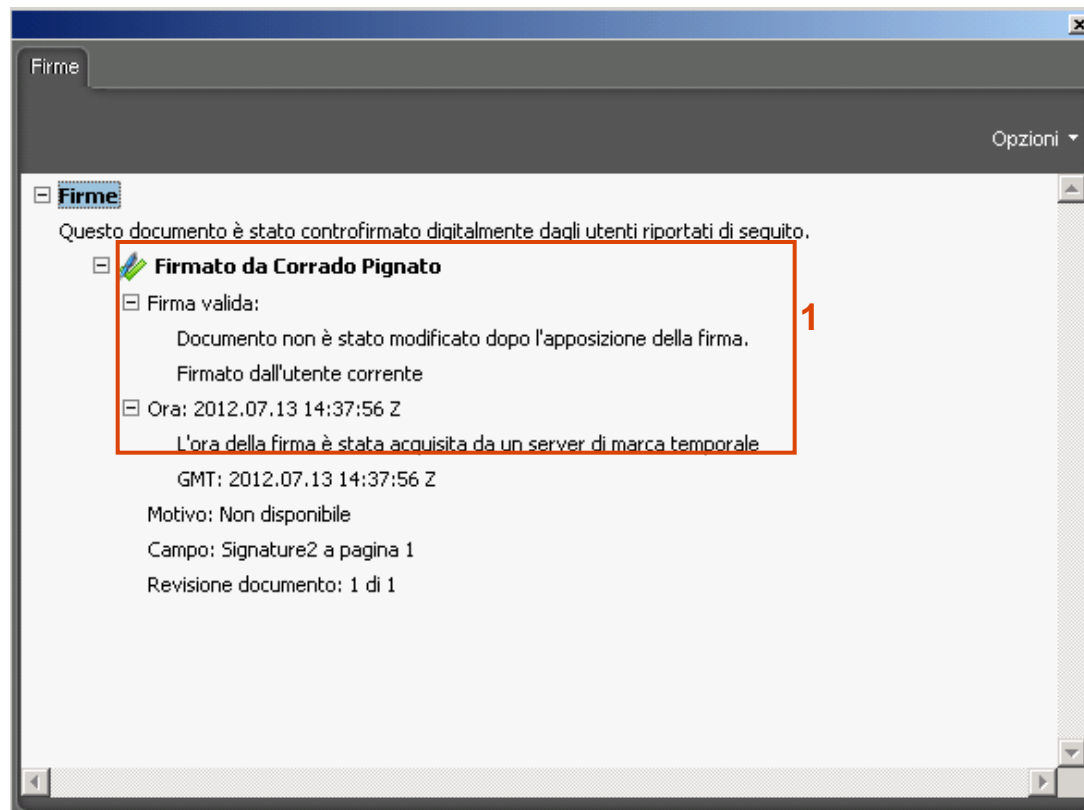 Firme
Opzioni
Firme
Questo documento è stato controfirmato digitalmente dagli utenti riportati di seguito.
Firmato da Corrado Pignato
1
Firma valida:
Documento non è stato modificato dopo l'apposizione della firma.
Firmato dall'utente corrente
Ora: 2012.07.13 14:37:56 Z
L'ora della firma è stata acquisita da un server di marca temporale
GMT: 2012.07.13 14:37:56 Z
Motivo: Non disponibile
Campo: Signature2 a pagina 1
Revisione documento: 1 di 1